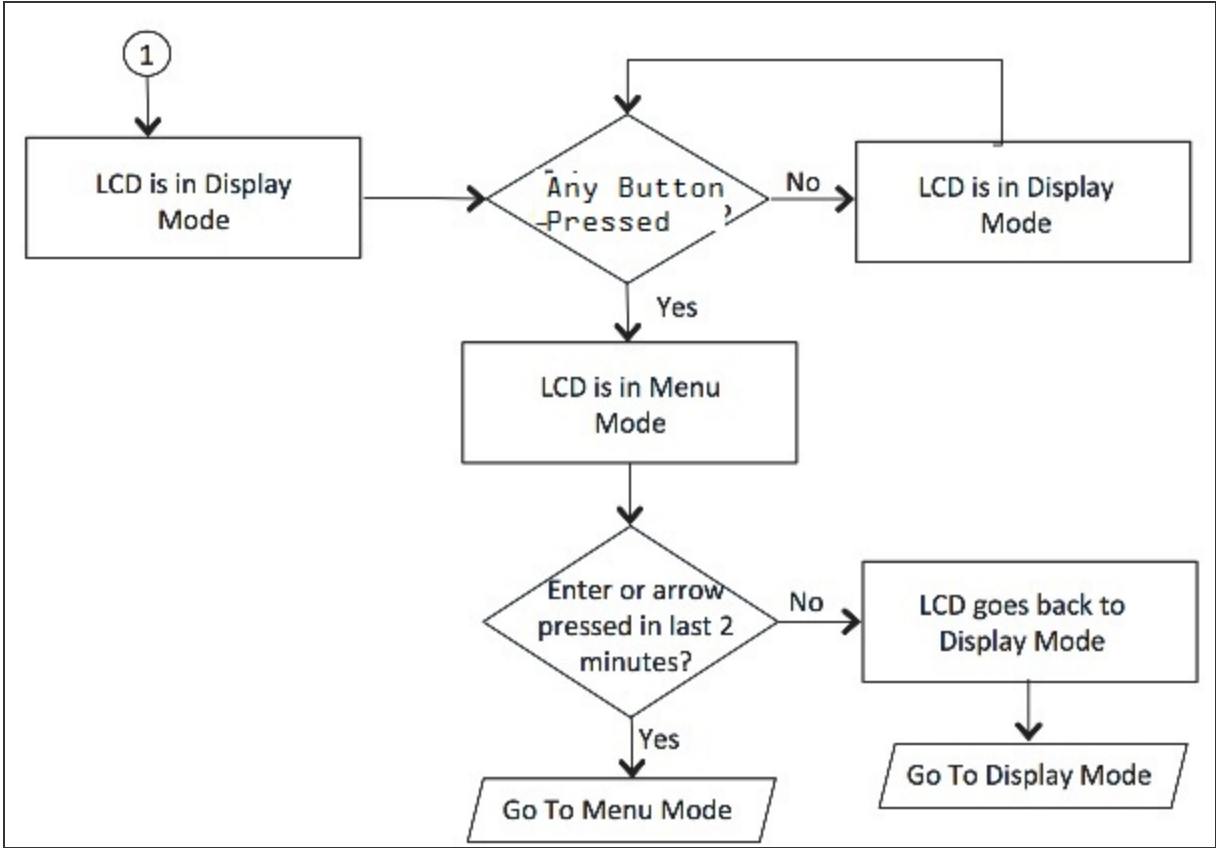 1
LCD is in Display
Mode
Any Button
Pressed
?
No
LCD is in Display
Mode
Yes
LCD is in Menu
Mode
Enter or arrow
pressed in last 2
minutes?
No
LCD goes back to
Display Mode
Yes
Go To Menu Mode
Go To Display Mode